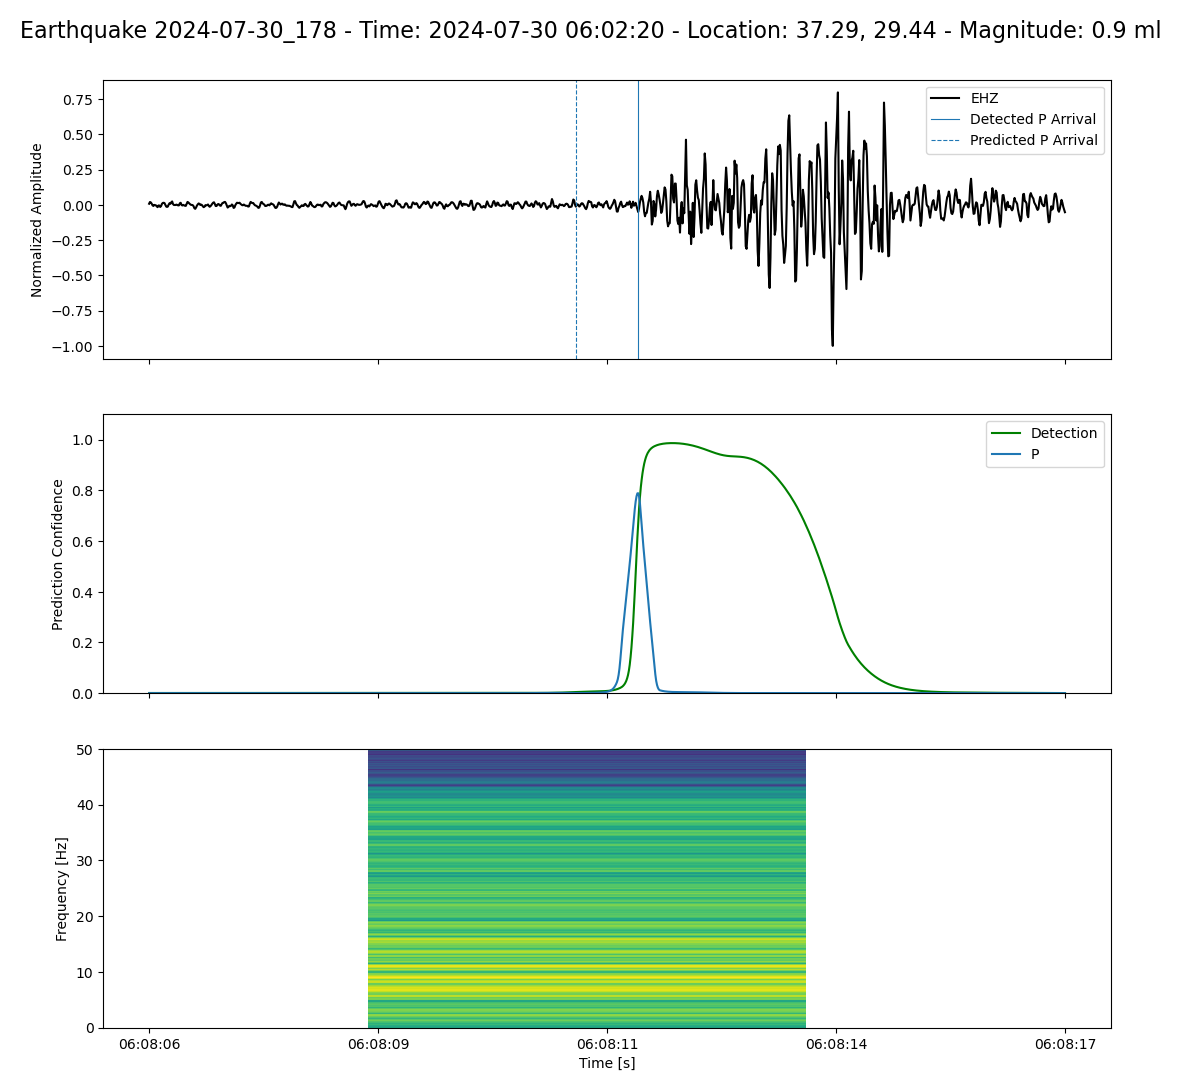 Earthquake 2024-07-30_178 - Time: 2024-07-30 06:02:20 - Location: 37.29, 29.44 - Magnitude: 0.9 ml
Normalized Amplitude
0.75
0.50
0.25
0.00
−0.25
−0.50
−0.75
−1.00
EHZ
Detected P Arrival
Predicted P Arrival
Prediction Confidence
1.0
0.8
0.6
0.4
0.2
0.0
Detection
P
Frequency [Hz]
50
40
30
20
10
0
06:08:06 06:08:09 06:08:11 06:08:14 06:08:17
Time [s]